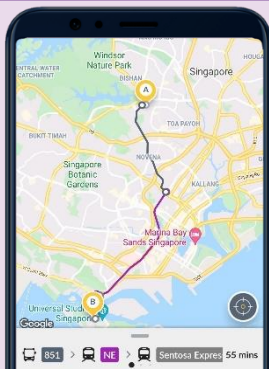 Windsor
Nature Park
HOUGA
CENTRAL WATER
CATCHMENT
BISHAN
Singapore
A
TOA PAYOH
BUKIT TIMAH
NOVENA
Singapore
Botanic
Gardens
KALLANG
Marina Bay
Sands Singapore
B
Universal Stud
Singapor
Google
851 > NE > Sentosa Expres 55 mins